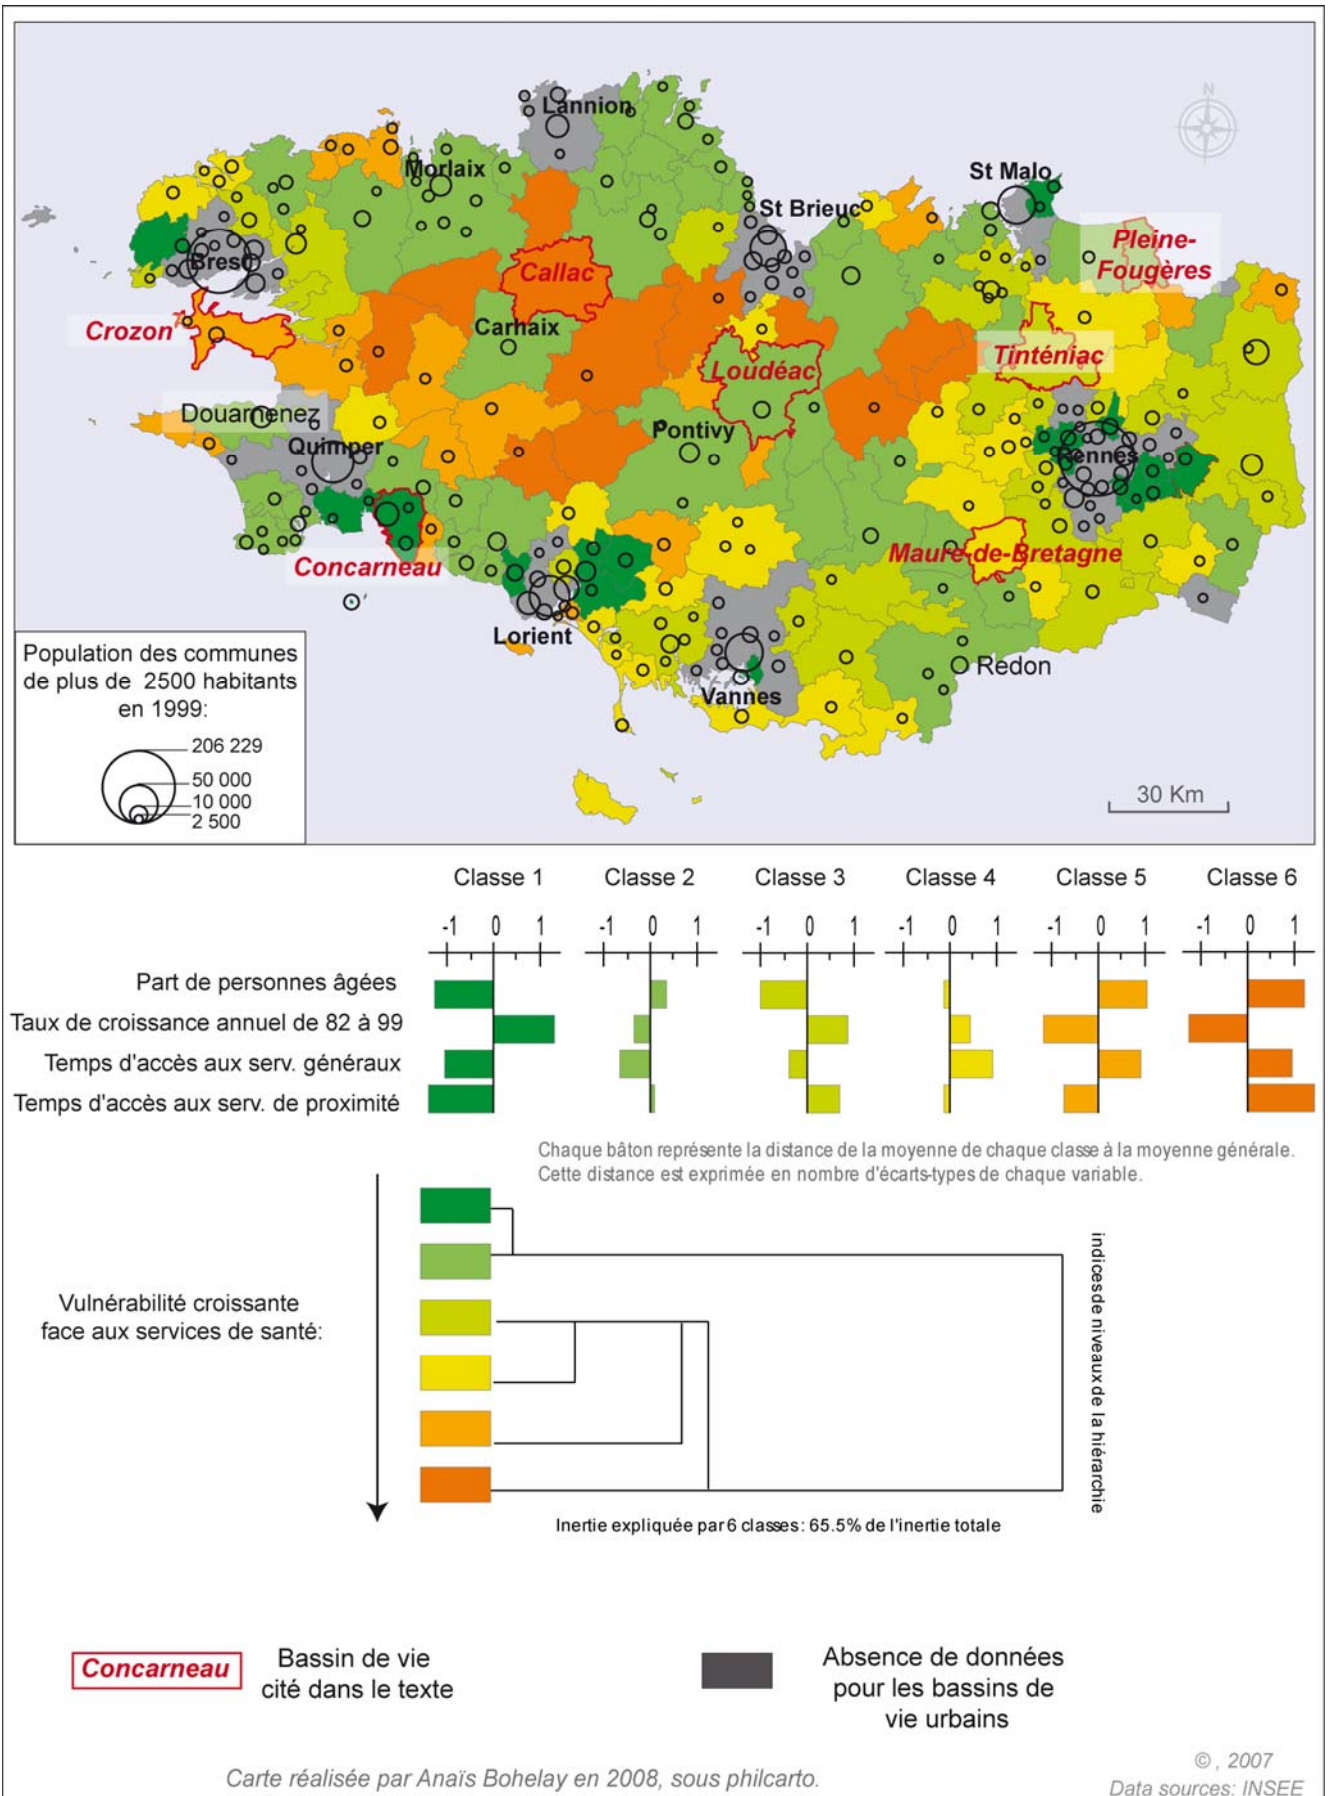 N
Lannion
Morlaix
St Malo
St Brieuc
Pleine-
Fougères
Brest
Callac
Crozon
Carhaix
Tinténiac
Loudéac
Douarnenez
Quimper
Pontivy
Rennes
Concarneau
Maure-de-Bretagne
Lorient
Redon
Vannes
Population des communes
de plus de 2500 habitants
en 1999:
206 229
50 000
10 000
2 500
30 Km
Classe 1 Classe 2 Classe 3 Classe 4 Classe 5 Classe 6
-1 0 1 -1 0 1 -1 0 1 -1 0 1 -1 0 1 -1 0 1
Part de personnes âgées
Taux de croissance annuel de 82 à 99
Temps d'accès aux serv. généraux
Temps d'accès aux serv. de proximité
Chaque bâton représente la distance de la moyenne de chaque classe à la moyenne générale.
Cette distance est exprimée en nombre d'écarts-types de chaque variable.
Vulnérabilité croissante
face aux services de santé:
indices de niveaux de la hiérarchie
Inertie expliquée par 6 classes: 65.5% de l'inertie totale
Concarneau
Bassin de vie
cité dans le texte
Absence de données
pour les bassins de
vie urbains
Carte réalisée par Anaïs Bohelay en 2008, sous philcarto.
© , 2007
Data sources: INSEE